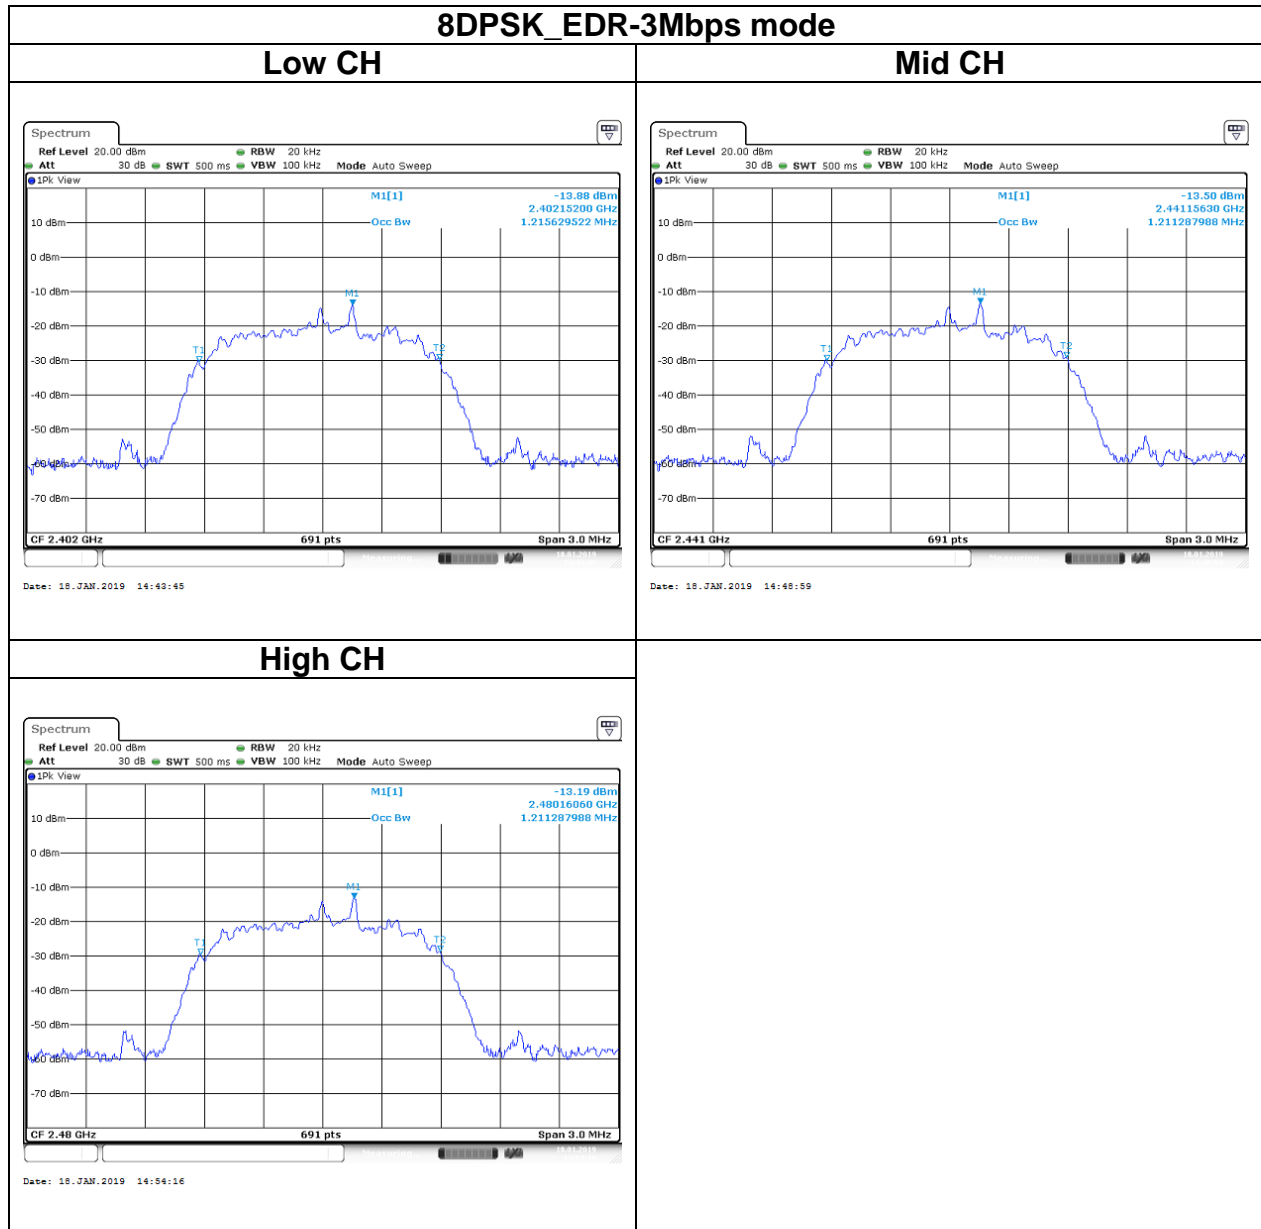 8DPSK_EDR-3Mbps mode
Low CH
Mid CH
Spectrum
Ref Level 20.00 dBm RBW 20 kHz
Att 30 dB SWT 500 ms VBW 100 kHz Mode Auto Sweep
1Pk View
M1[1] -13.88 dBm
2.40215200 GHz
10 dBm Occ Bw 1.215629522 MHz
0 dBm
-10 dBm
M1
-20 dBm
T1
T2
-30 dBm
-40 dBm
-50 dBm
-60 dBm
-70 dBm
CF 2.402 GHz 691 pts Span 3.0 MHz
Date: 18.JAN.2019 14:43:45
Spectrum
Ref Level 20.00 dBm RBW 20 kHz
Att 30 dB SWT 500 ms VBW 100 kHz Mode Auto Sweep
1Pk View
M1[1] -13.50 dBm
2.44115630 GHz
10 dBm Occ Bw 1.211287988 MHz
0 dBm
-10 dBm
M1
-20 dBm
T1
T2
-30 dBm
-40 dBm
-50 dBm
-60 dBm
-70 dBm
CF 2.441 GHz 691 pts Span 3.0 MHz
Date: 18.JAN.2019 14:48:59
High CH
Spectrum
Ref Level 20.00 dBm RBW 20 kHz
Att 30 dB SWT 500 ms VBW 100 kHz Mode Auto Sweep
1Pk View
M1[1] -13.19 dBm
2.48016060 GHz
10 dBm Occ Bw 1.211287988 MHz
0 dBm
-10 dBm
M1
-20 dBm
T1
T2
-30 dBm
-40 dBm
-50 dBm
-60 dBm
-70 dBm
CF 2.48 GHz 691 pts Span 3.0 MHz
Date: 18.JAN.2019 14:54:16